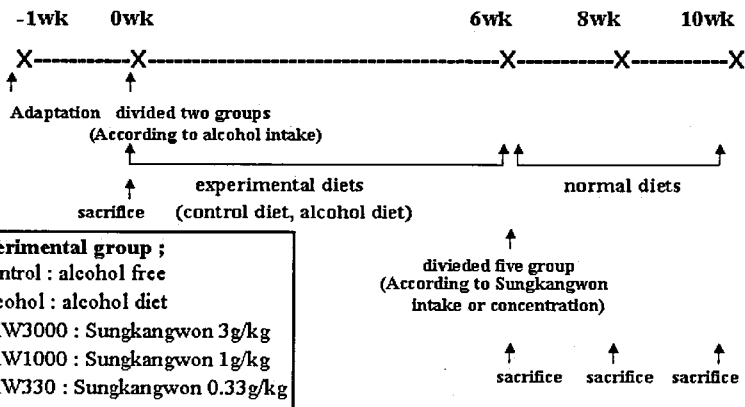 -1wk 0wk 6wk 8wk 10wk
X X X X X
Adaptation divided two groups
(According to alcohol intake)
experimental diets
(control diet, alcohol diet)
normal diets
sacrifice
divieded five group
(According to Sungkangwon
intake or concentration)
sacrifice sacrifice sacrifice
erimental group ;
ntrol : alcohol free
cohol : alcohol diet
W3000 : Sungkangwon 3g/kg
W1000 : Sungkangwon 1g/kg
W330 : Sungkangwon 0.33g/kg